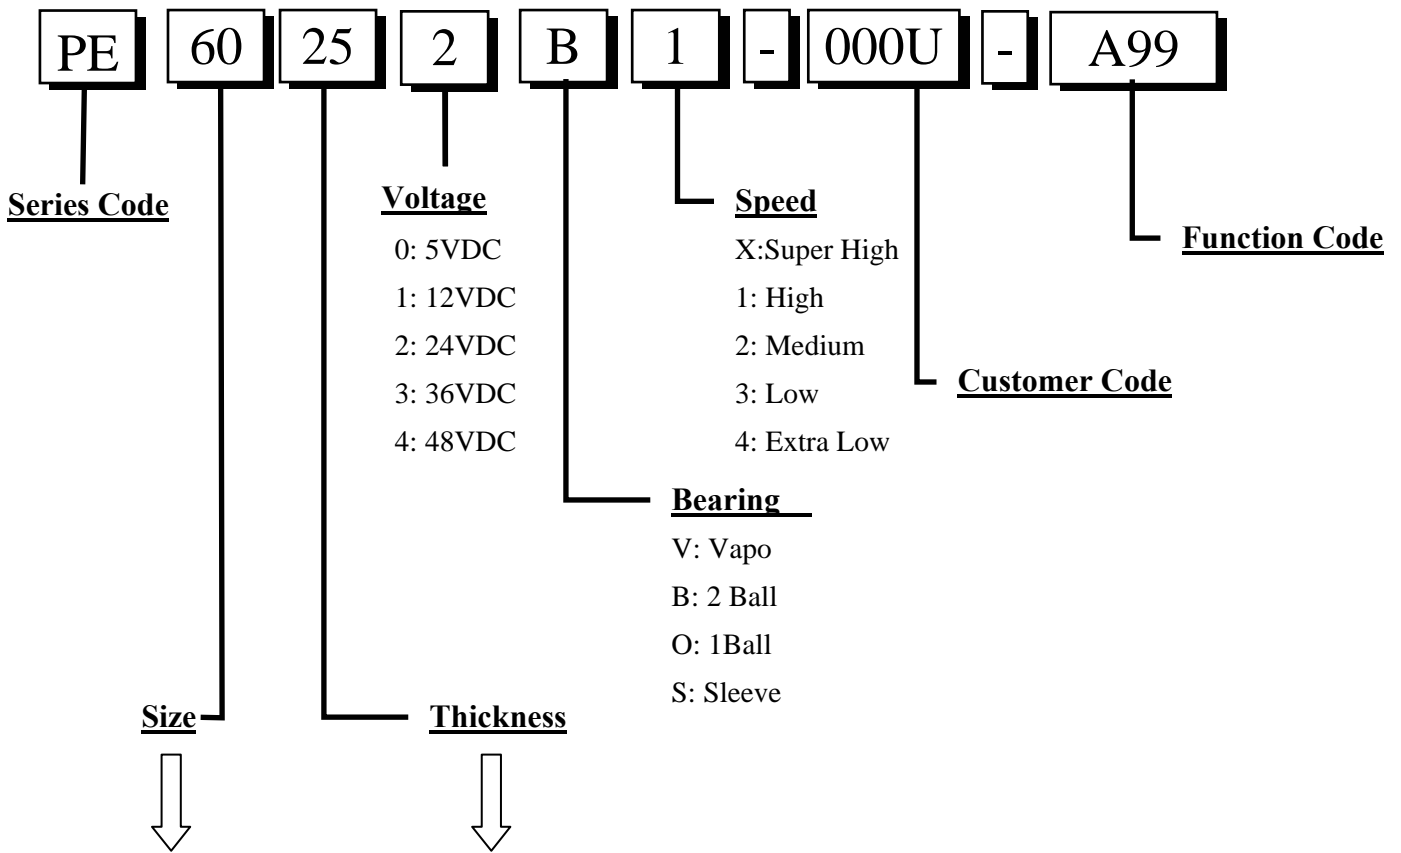 PE 60 25 2 B 1 - 000U - A99
Series Code
Voltage
0: 5VDC
1: 12VDC
2: 24VDC
3: 36VDC
4: 48VDC
Speed
X:Super High
1: High
2: Medium
3: Low
4: Extra Low
Function Code
Customer Code
Bearing
V: Vapo
B: 2 Ball
O: 1Ball
S: Sleeve
Size
Thickness